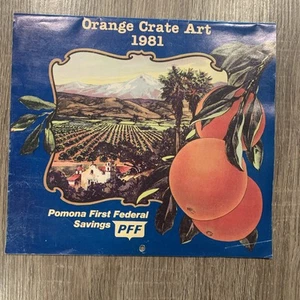 Orange Crate Art
1981
Pomona First Federal
Savings PFF